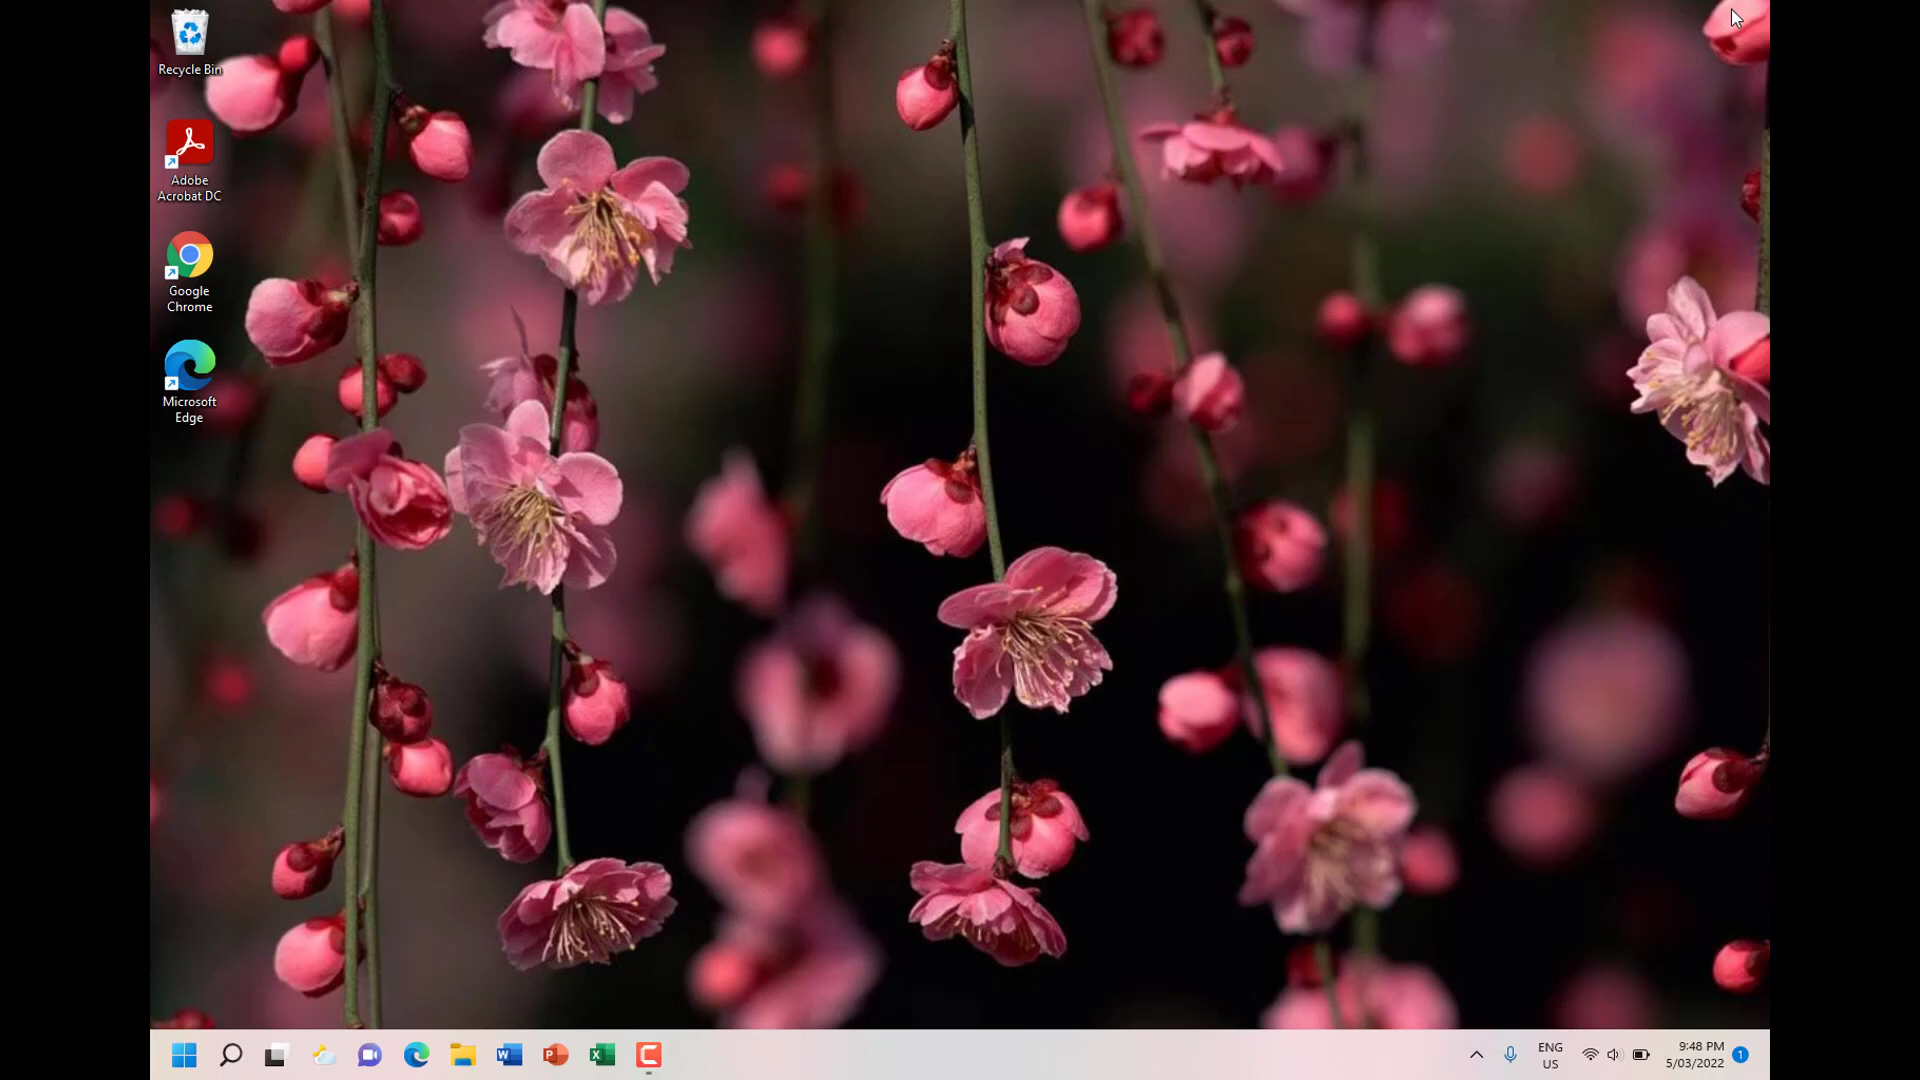 Recycle Bin
Adobe
Acrobat DC
Google
Chrome
Microsoft
Edge
ENG
US
9:48 PM
5/03/2022
1